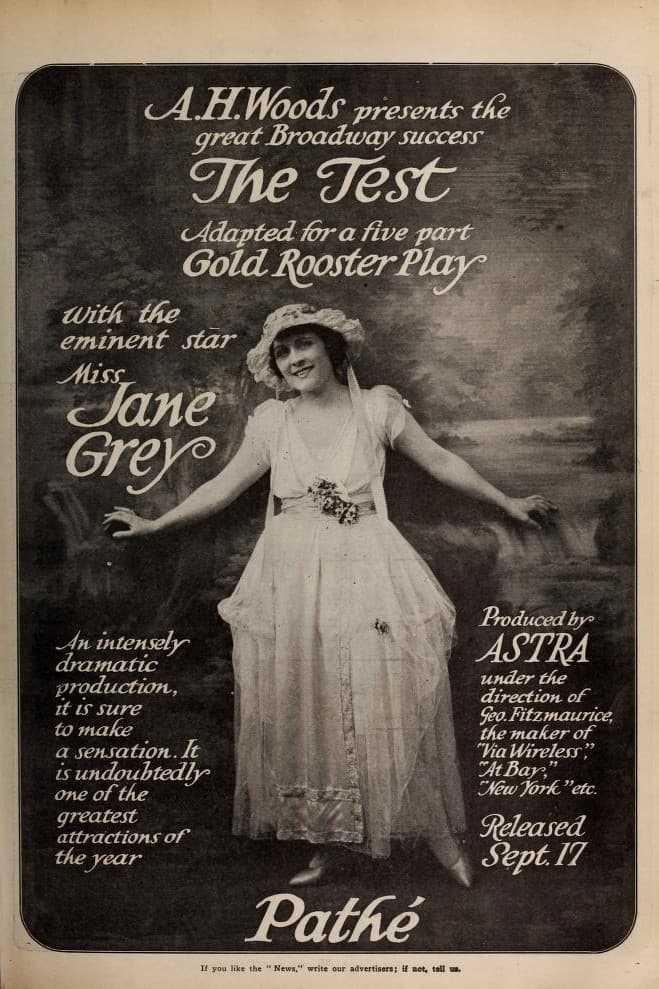 A.H.Woods presents the
great Broadway success
The Test
Adapted for a five part
Gold Rooster Play
with the
eminent star
Miss
Jane
Grey
An intensely
dramatic
production,
it is sure
to make
a sensation. It
is undoubtedly
one of the
greatest
attractions of
the year
Produced by
ASTRA
under the
direction of
Geo. Fitzmaurice,
the maker of
"Via Wireless",
"At Bay",
"New York" etc.
Released
Sept. 17
Pathé
If you like the "News," write our advertisers; if not, tell us.